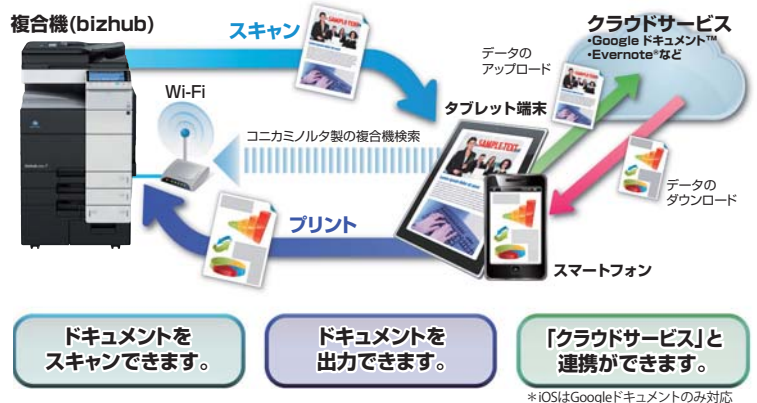 複合機(bizhub)
スキャン
クラウドサービス
・Google ドキュメント™
・Evernote®など
データの
アップロード
Wi-Fi
タブレット端末
コニカミノルタ製の複合機検索
SAMPLE-TEXT
データの
ダウンロード
プリント
スマートフォン
ドキュメントを
スキャンできます。
ドキュメントを
出力できます。
「クラウドサービス」と
連携ができます。
＊iOSはGoogleドキュメントのみ対応